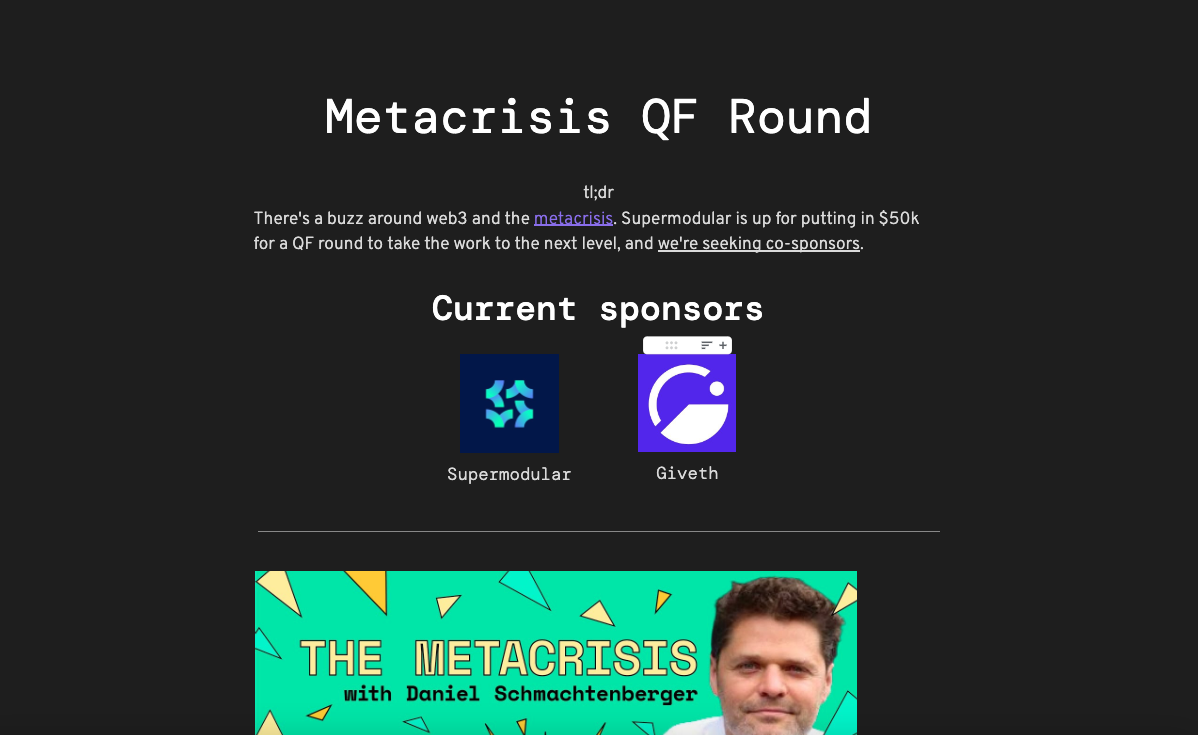 Metacrisis QF Round
tl;dr
There's a buzz around web3 and the metacrisis. Supermodular is up for putting in $50k
for a QF round to take the work to the next level, and we're seeking co-sponsors.
Current sponsors
Supermodular
Giveth
THE METACRISIS
with Daniel Schmachtenberger